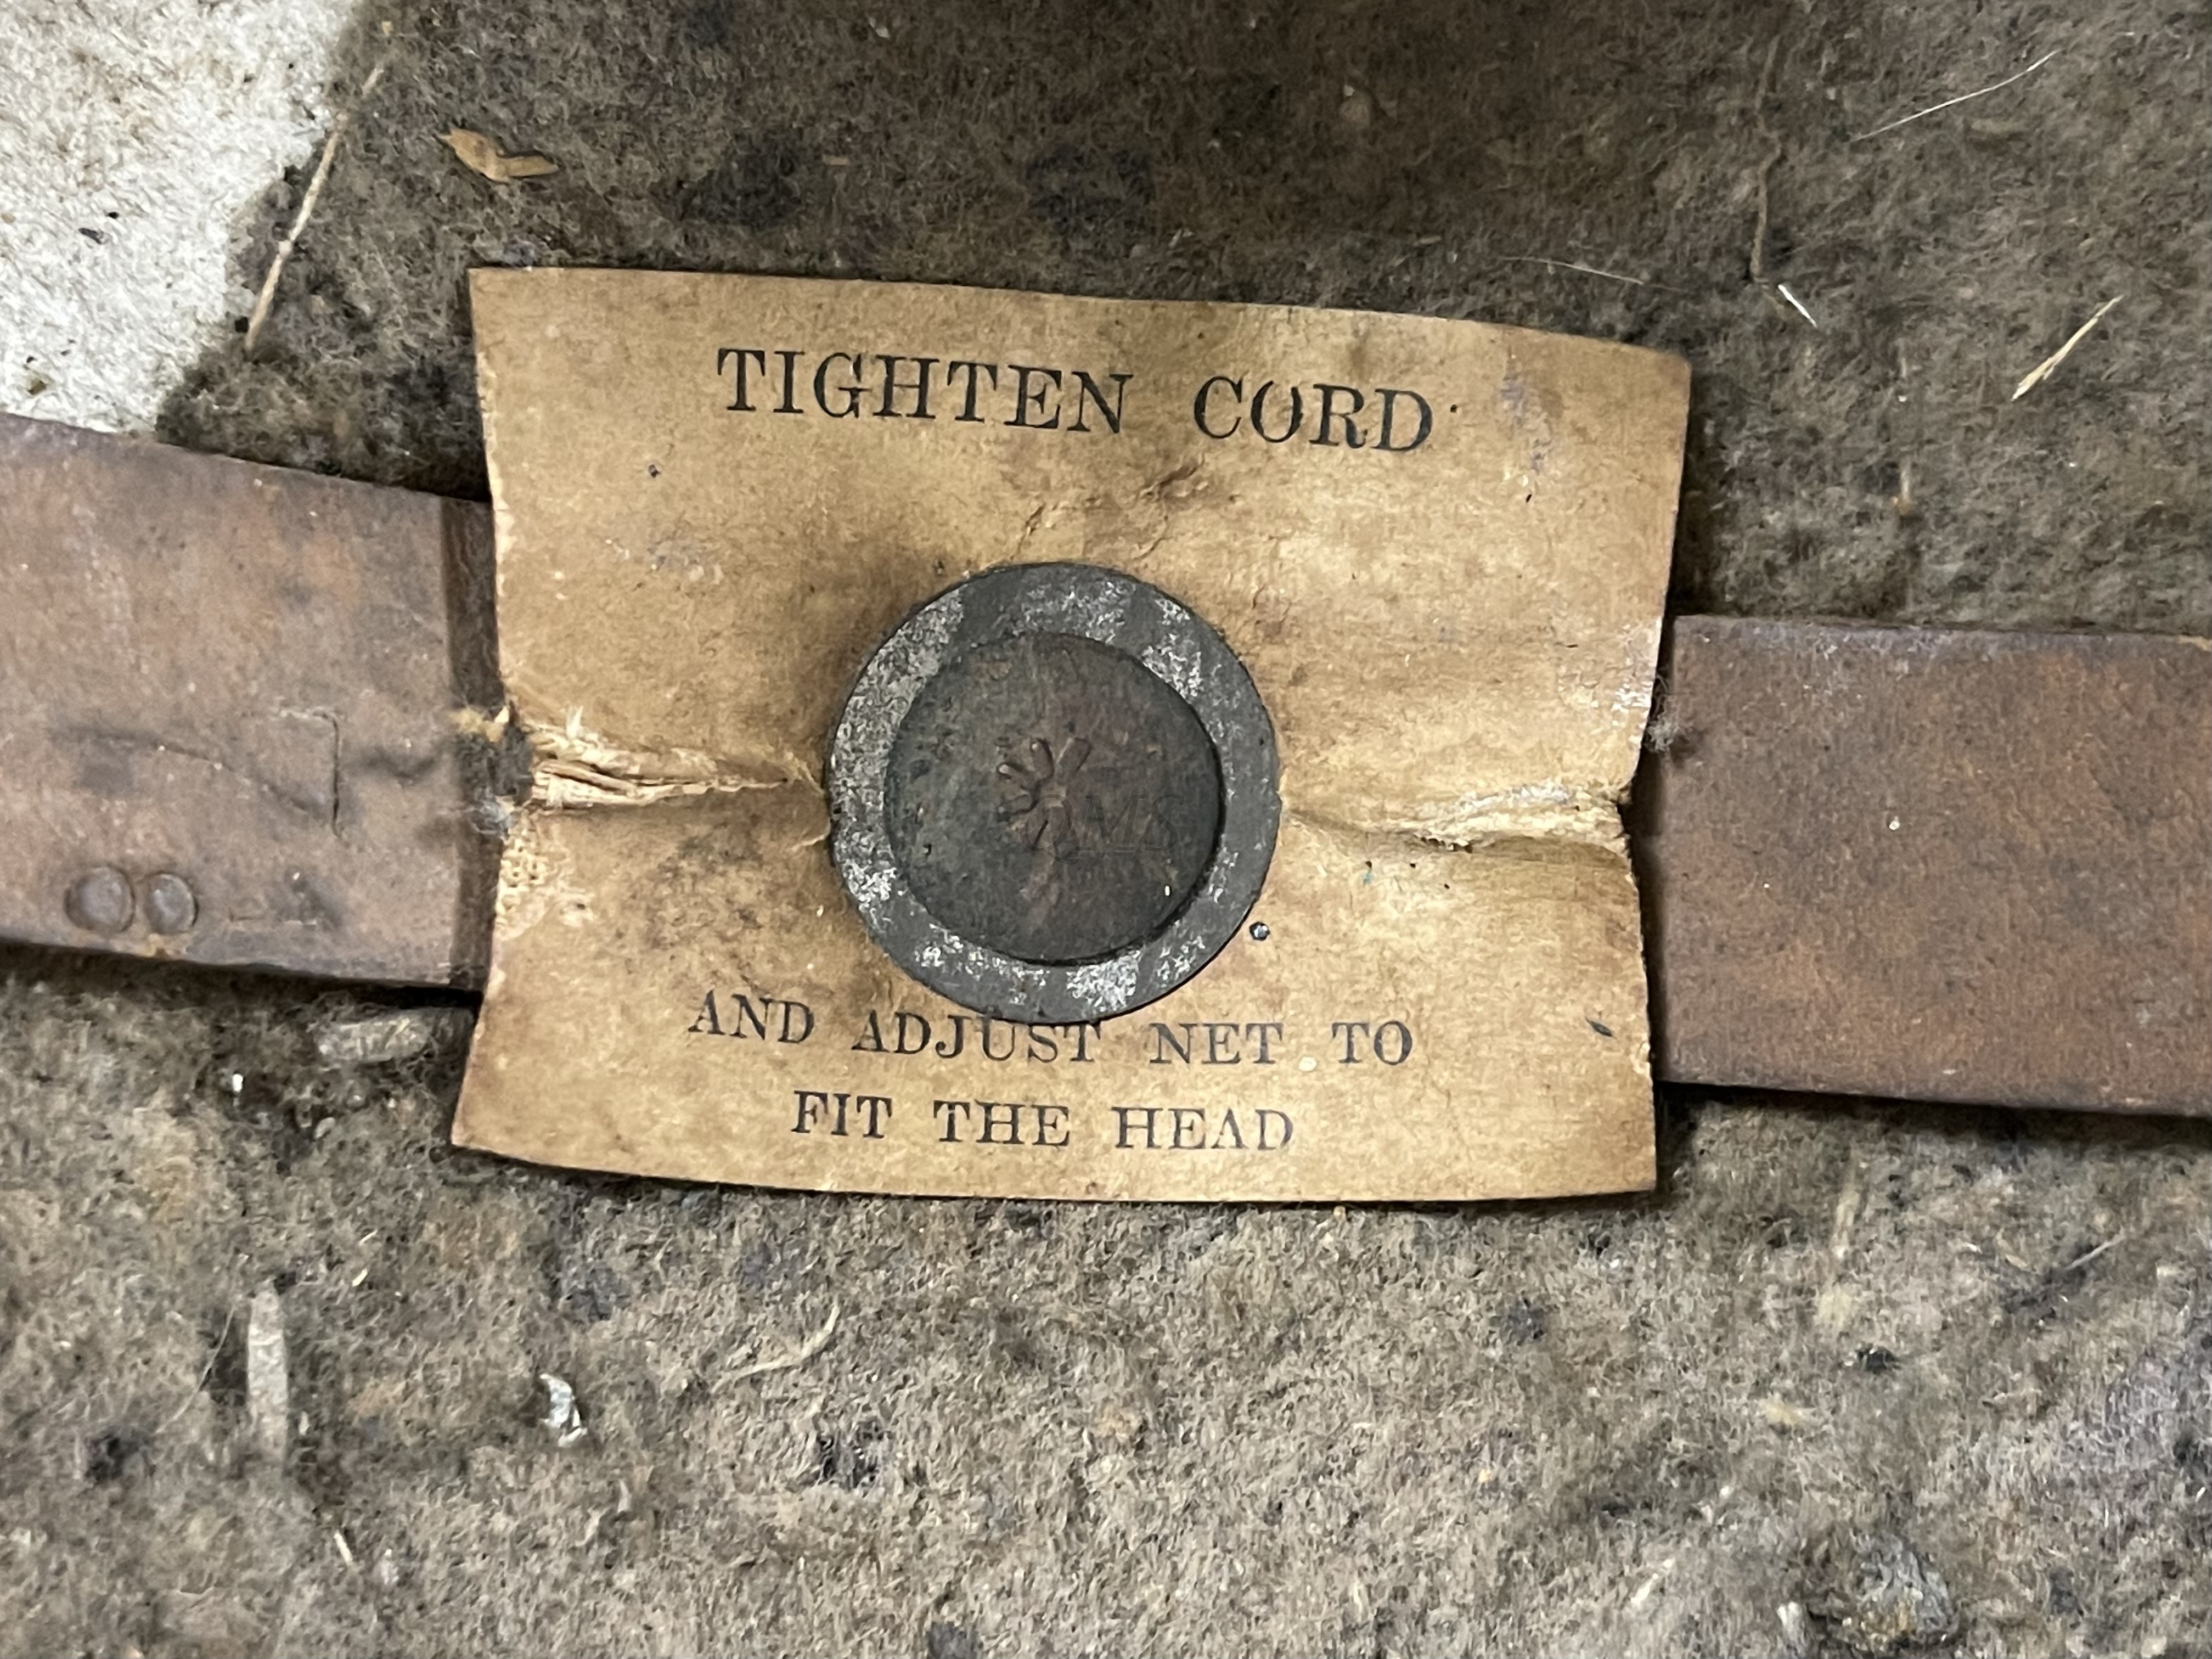 TIGHTEN CORD
AND ADJUST NET TO
FIT THE HEAD